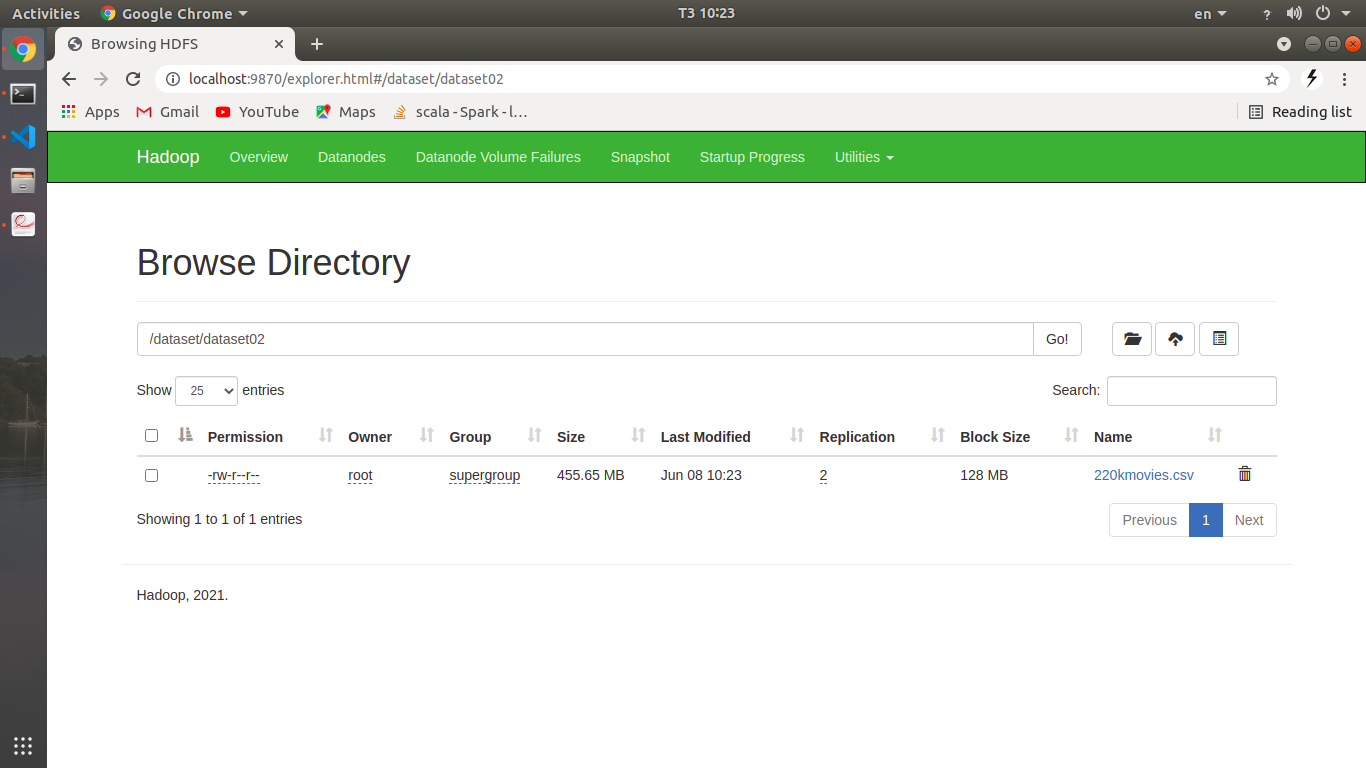 Activities Google Chrome T3 10:23 en
Browsing HDFS
localhost:9870/explorer.html#/dataset/dataset02
Apps Gmail YouTube Maps scala - Spark - l... Reading list
Hadoop Overview Datanodes Datanode Volume Failures Snapshot Startup Progress Utilities
Browse Directory
/dataset/dataset02 Go!
Show 25 entries Search:
Permission Owner Group Size Last Modified Replication Block Size Name
-rw-r--r-- root supergroup 455.65 MB Jun 08 10:23 2 128 MB 220kmovies.csv
Showing 1 to 1 of 1 entries Previous 1 Next
Hadoop, 2021.